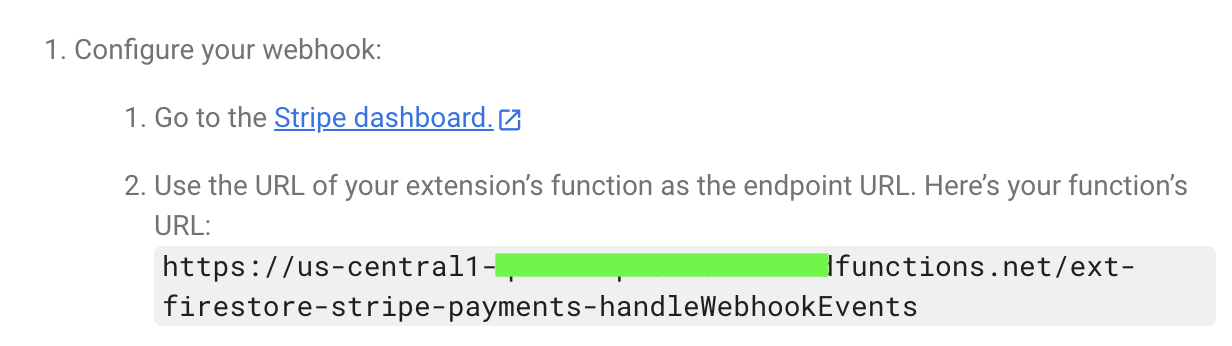 1. Configure your webhook:
1. Go to the Stripe dashboard.
2. Use the URL of your extension’s function as the endpoint URL. Here’s your function’s
URL:
https://us-central1- functions.net/ext-
firestore-stripe-payments-handleWebhookEvents